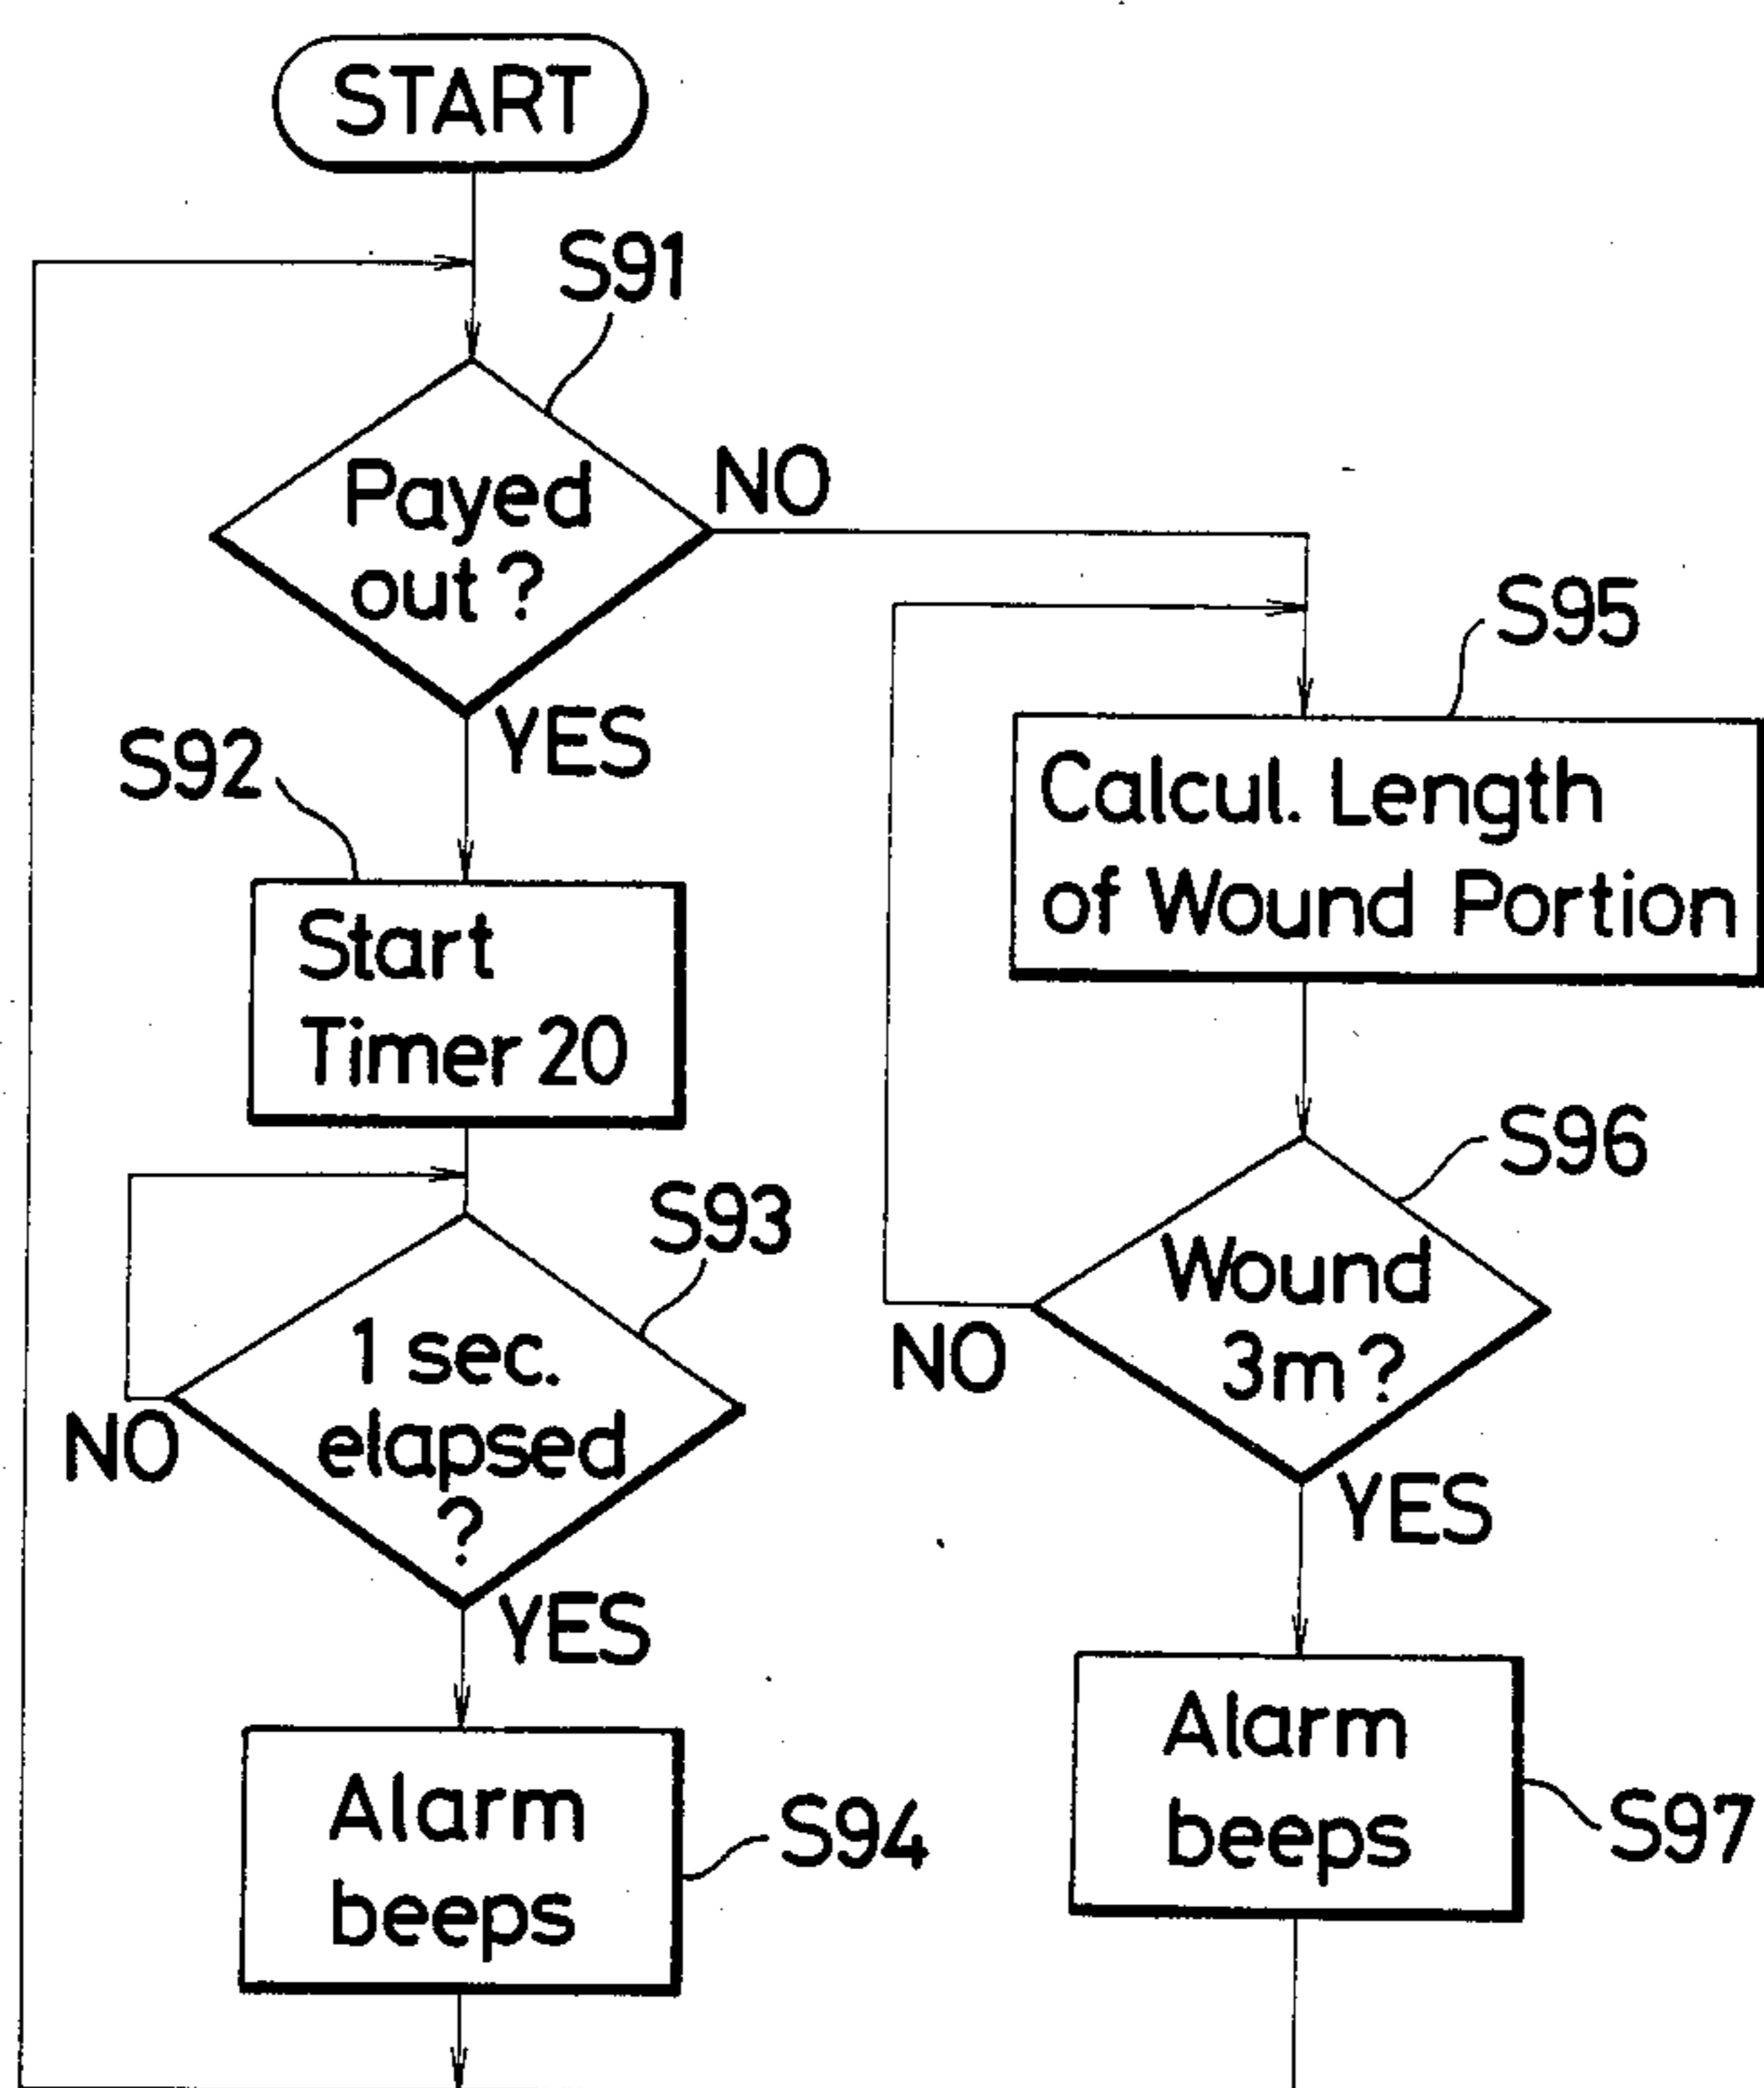 START
S91
Payed
out?
NO
YES
S92
Start
Timer 20
S93
1 sec.
elapsed
?
NO
YES
Alarm
beeps
S94
S95
Calcul. Length
of Wound Portion
S96
Wound
3m?
NO
YES
Alarm
beeps
S97